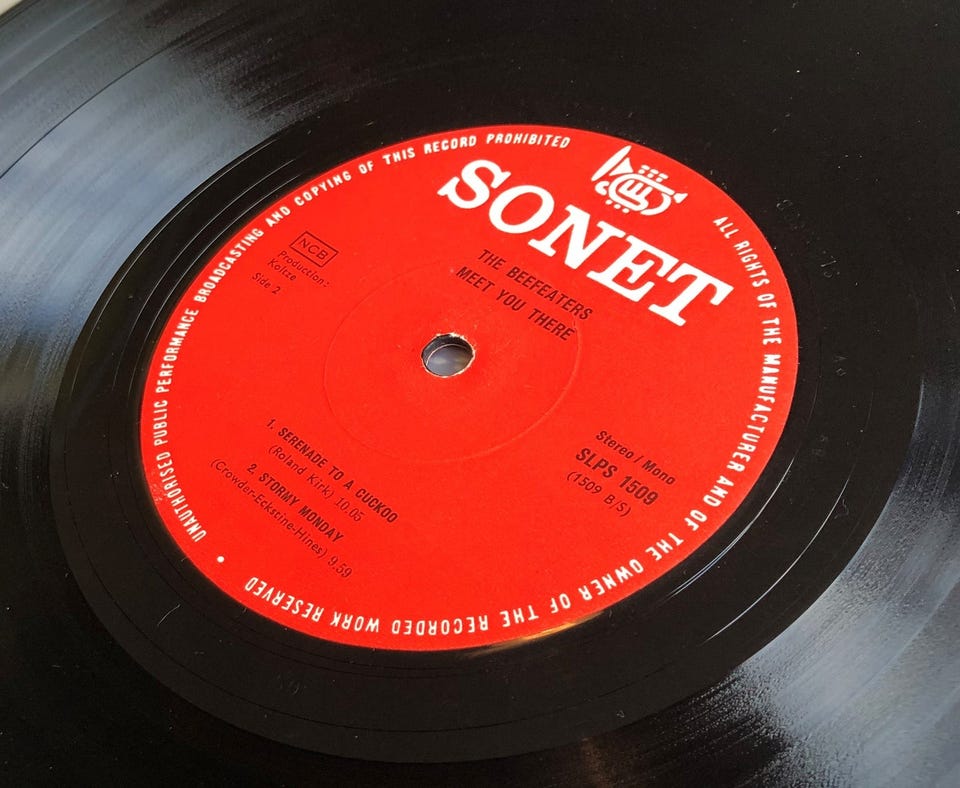 UNAUTHORISED PUBLIC PERFORMANCE BROADCASTING AND COPYING OF THIS RECORD PROHIBITED
ALL RIGHTS OF THE MANUFACTURER AND OF THE OWNER OF THE RECORDED WORK RESERVED •
SONET
THE BEEFEATERS
MEET YOU THERE
NCB
Production:
Koltze
Side 2
Stereo / Mono
SLPS 1509
(1509 B/S)
1. SERENADE TO A CUCKOO
(Roland Kirk) 10.05
2. STORMY MONDAY
(Crowder-Eckstine-Hines) 9.59